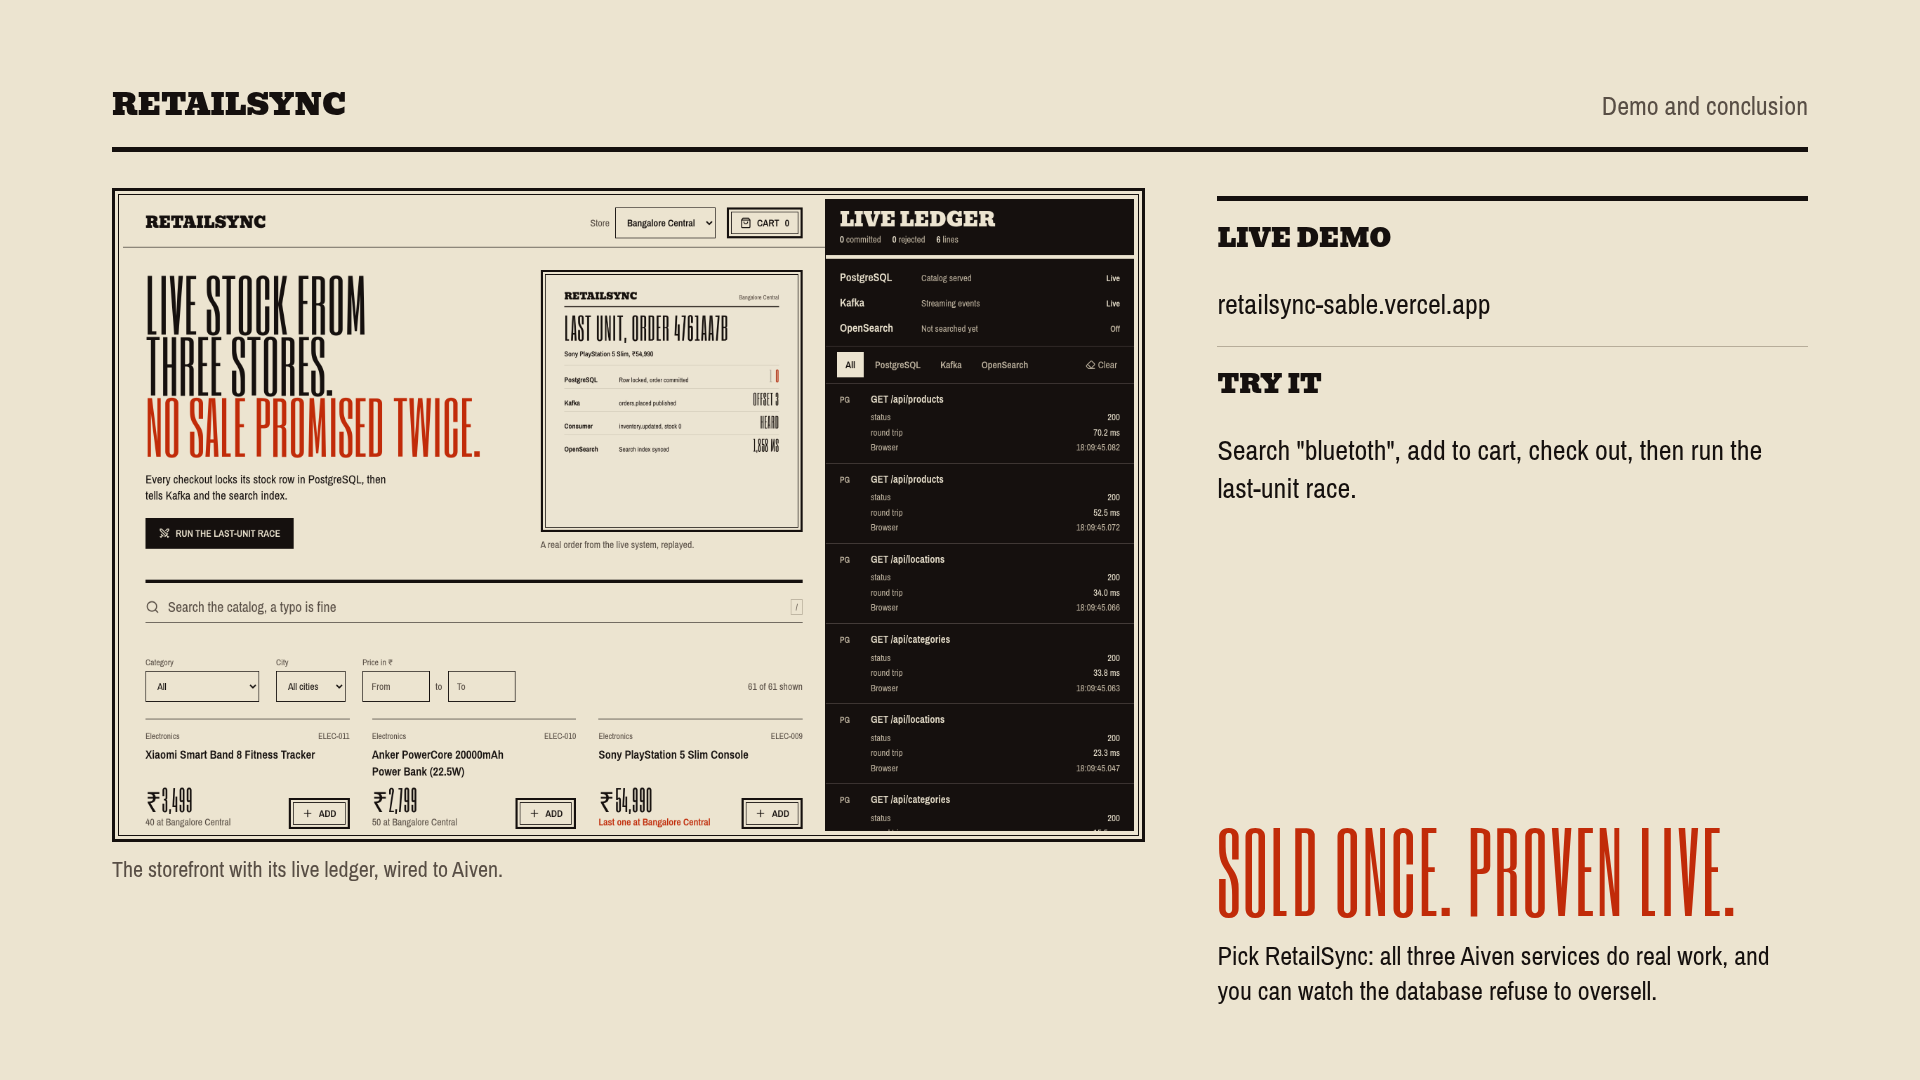 RETAILSYNC
Demo and conclusion
RETAILSYNC
Store
Bangalore Central
CART 0
LIVE STOCK FROM
THREE STORES.
NO SALE PROMISED TWICE.
Every checkout locks its stock row in PostgreSQL, then
tells Kafka and the search index.
RUN THE LAST-UNIT RACE
RETAILSYNC
Bangalore Central
LAST UNIT, ORDER 4761AA7B
Sony PlayStation 5 Slim, ₹54,990
PostgreSQL Row locked, order committed
Kafka orders.placed published OFFSET 3
Consumer inventory.updated, stock 0 HEARD
OpenSearch Search index synced 1,868 MS
A real order from the live system, replayed.
Search the catalog, a typo is fine /
Category
All
City
All cities
Price in ₹
From to To
61 of 61 shown
Electronics ELEC-011
Xiaomi Smart Band 8 Fitness Tracker
₹3,499
40 at Bangalore Central
+ ADD
Electronics ELEC-010
Anker PowerCore 20000mAh
Power Bank (22.5W)
₹2,799
50 at Bangalore Central
+ ADD
Electronics ELEC-009
Sony PlayStation 5 Slim Console
₹54,990
Last one at Bangalore Central
+ ADD
LIVE LEDGER
0 committed 0 rejected 6 lines
PostgreSQL Catalog served Live
Kafka Streaming events Live
OpenSearch Not searched yet Off
All PostgreSQL Kafka OpenSearch Clear
PG GET /api/products
status 200
round trip 70.2 ms
Browser 18:09:45.082
PG GET /api/products
status 200
round trip 52.5 ms
Browser 18:09:45.072
PG GET /api/locations
status 200
round trip 34.0 ms
Browser 18:09:45.066
PG GET /api/categories
status 200
round trip 33.8 ms
Browser 18:09:45.063
PG GET /api/locations
status 200
round trip 23.3 ms
Browser 18:09:45.047
PG GET /api/categories
status 200
The storefront with its live ledger, wired to Aiven.
LIVE DEMO
retailsync-sable.vercel.app
TRY IT
Search "bluetoth", add to cart, check out, then run the
last-unit race.
SOLD ONCE. PROVEN LIVE.
Pick RetailSync: all three Aiven services do real work, and
you can watch the database refuse to oversell.